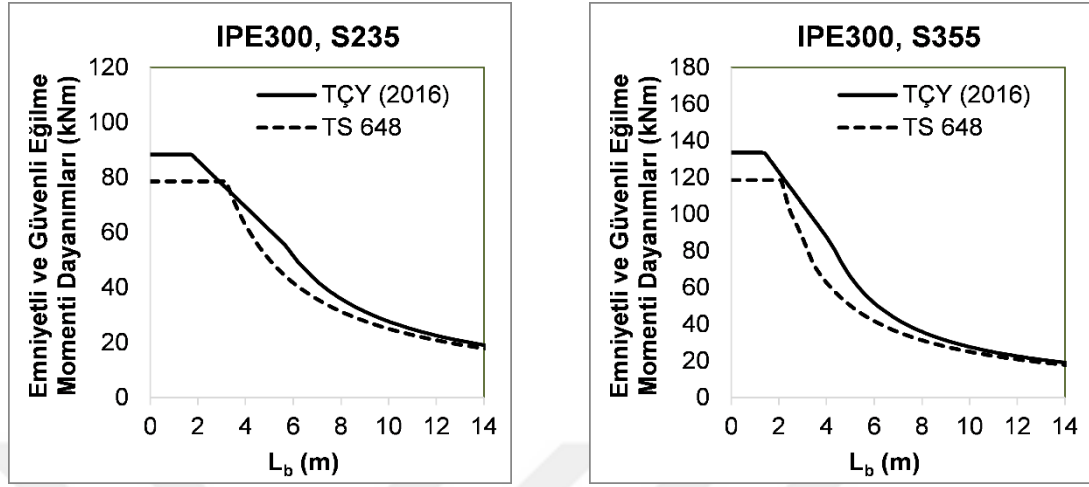 IPE300, S235
Emniyetli ve Güvenli Eğilme
Momenti Dayanımları (kNm)
120
100
80
60
40
20
0
TÇY (2016)
TS 648
0 2 4 6 8 10 12 14
L_b (m)
IPE300, S355
Emniyetli ve Güvenli Eğilme
Momenti Dayanımları (kNm)
180
160
140
120
100
80
60
40
20
0
TÇY (2016)
TS 648
0 2 4 6 8 10 12 14
L_b (m)